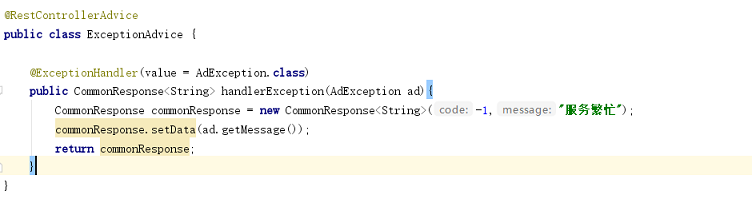 @RestControllerAdvice
public class ExceptionAdvice {
@ExceptionHandler(value = AdException.class)
public CommonResponse<String> handlerException(AdException ad){
CommonResponse commonResponse = new CommonResponse<String>( code: -1, message: "服务繁忙");
commonResponse.setData(ad.getMessage());
return commonResponse;
}
}